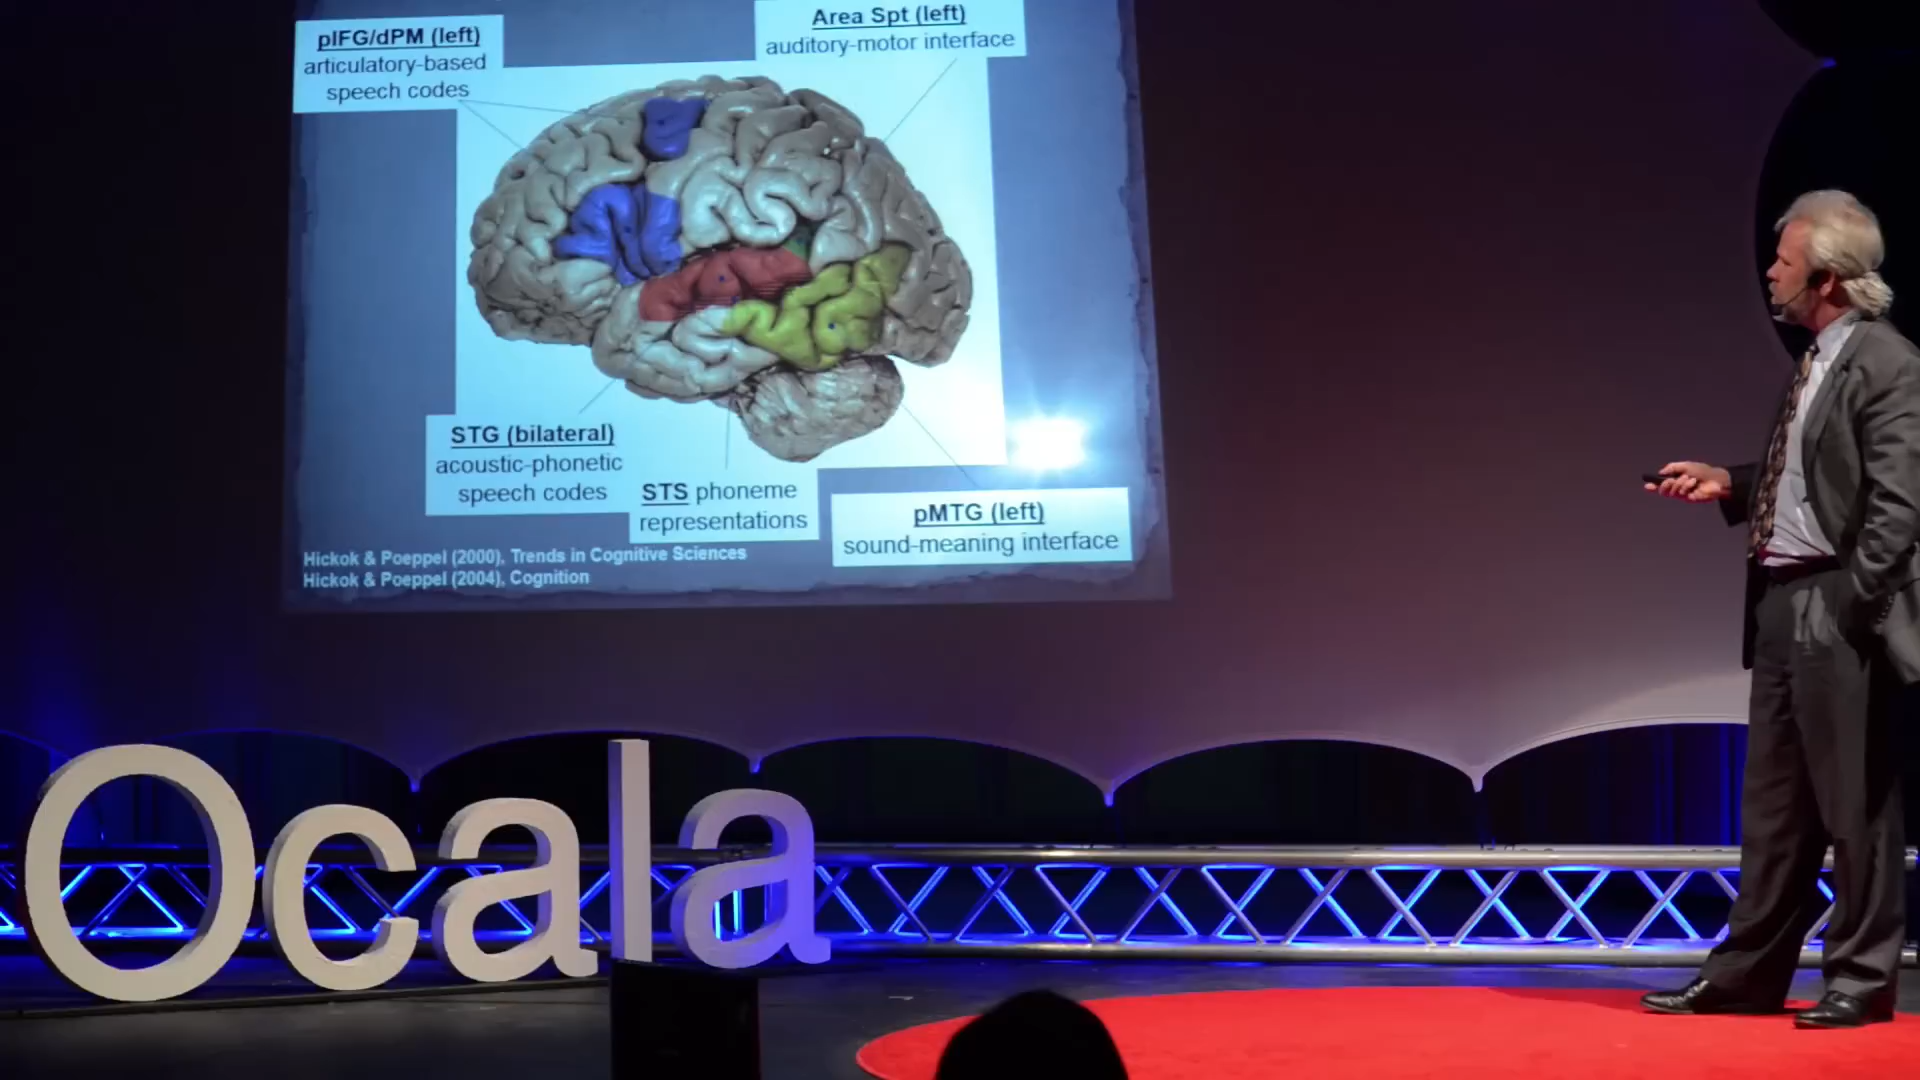 pIFG/dPM (left)
articulatory-based
speech codes
Area Spt (left)
auditory-motor interface
STG (bilateral)
acoustic-phonetic
speech codes
STS phoneme
representations
pMTG (left)
sound-meaning interface
Hickok & Poeppel (2000), Trends in Cognitive Sciences
Hickok & Poeppel (2004), Cognition
Ocala